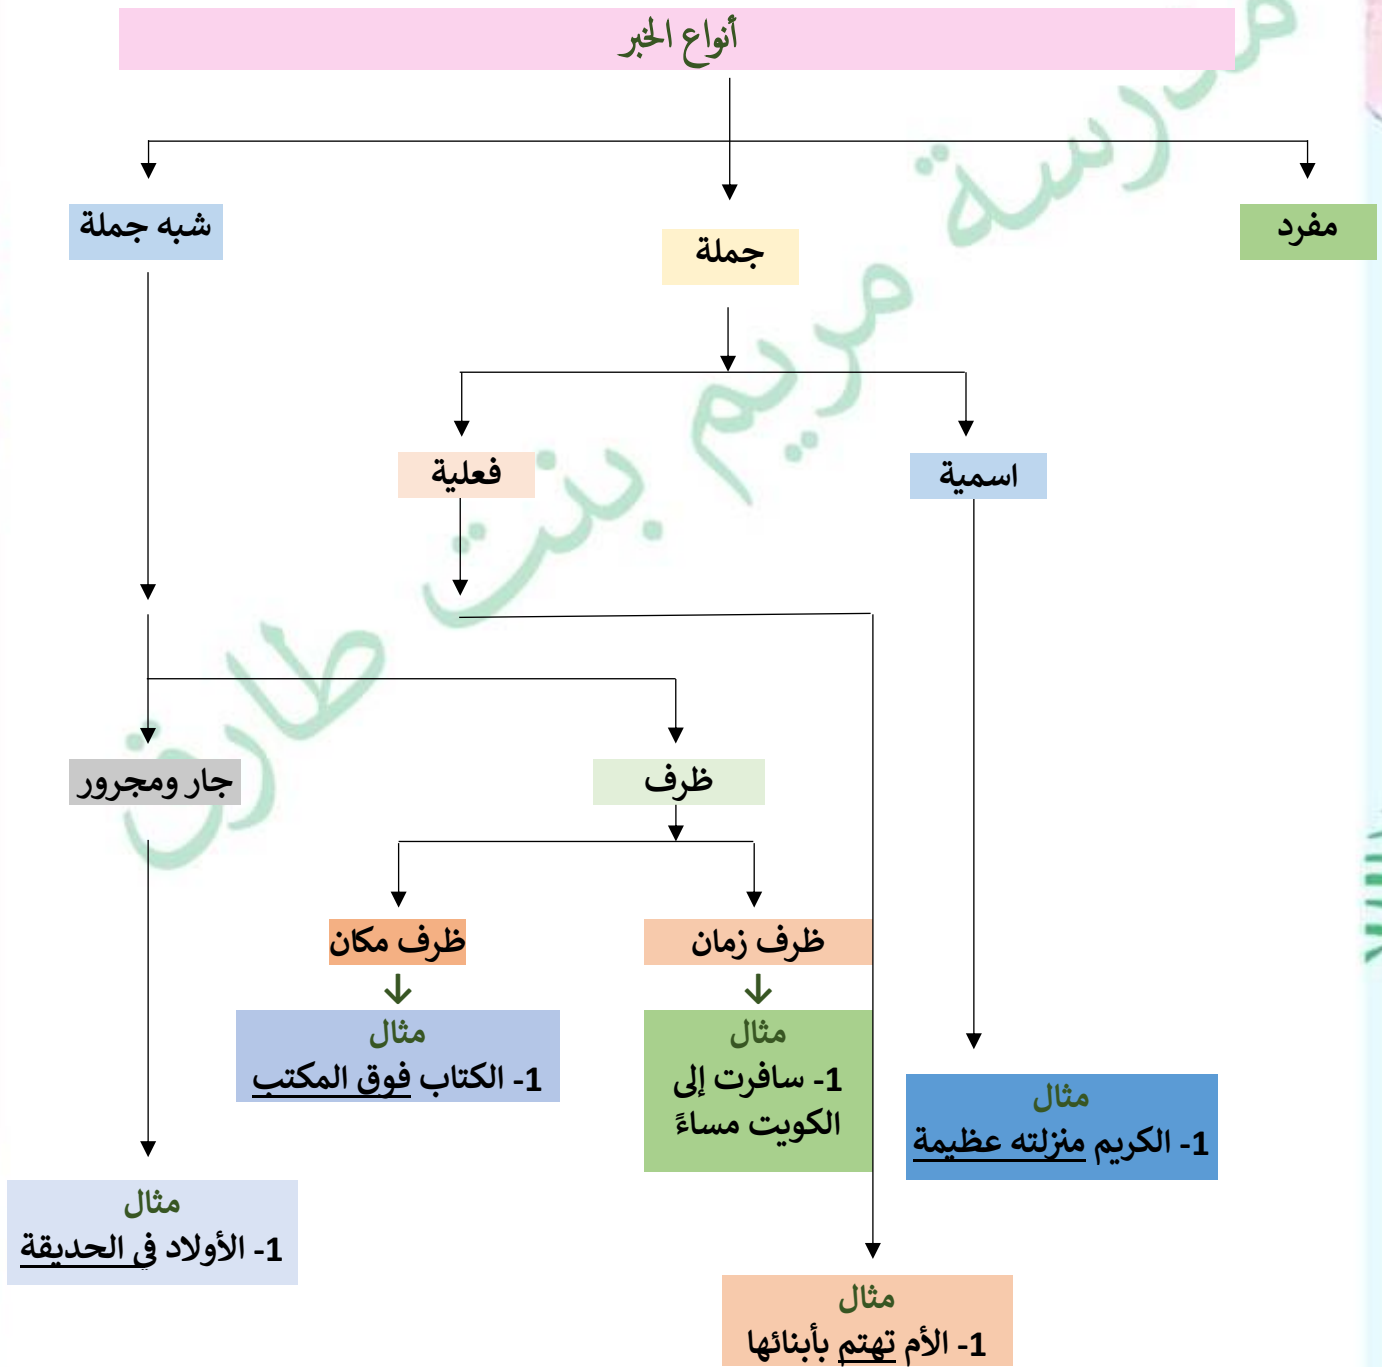 أنواع الخبر
مفرد
جملة
شبه جملة
اسمية
فعلية
ظرف
جار ومجرور
ظرف زمان
ظرف مكان
مثال
1- سافرت إلى
الكويت مساءً
مثال
1- الكتاب فوق المكتب
مثال
1- الكريم منزلته عظيمة
مثال
1- الأولاد في الحديقة
مثال
1- الأم تهتم بأبنائها
مدرسة مريم بنت طارق